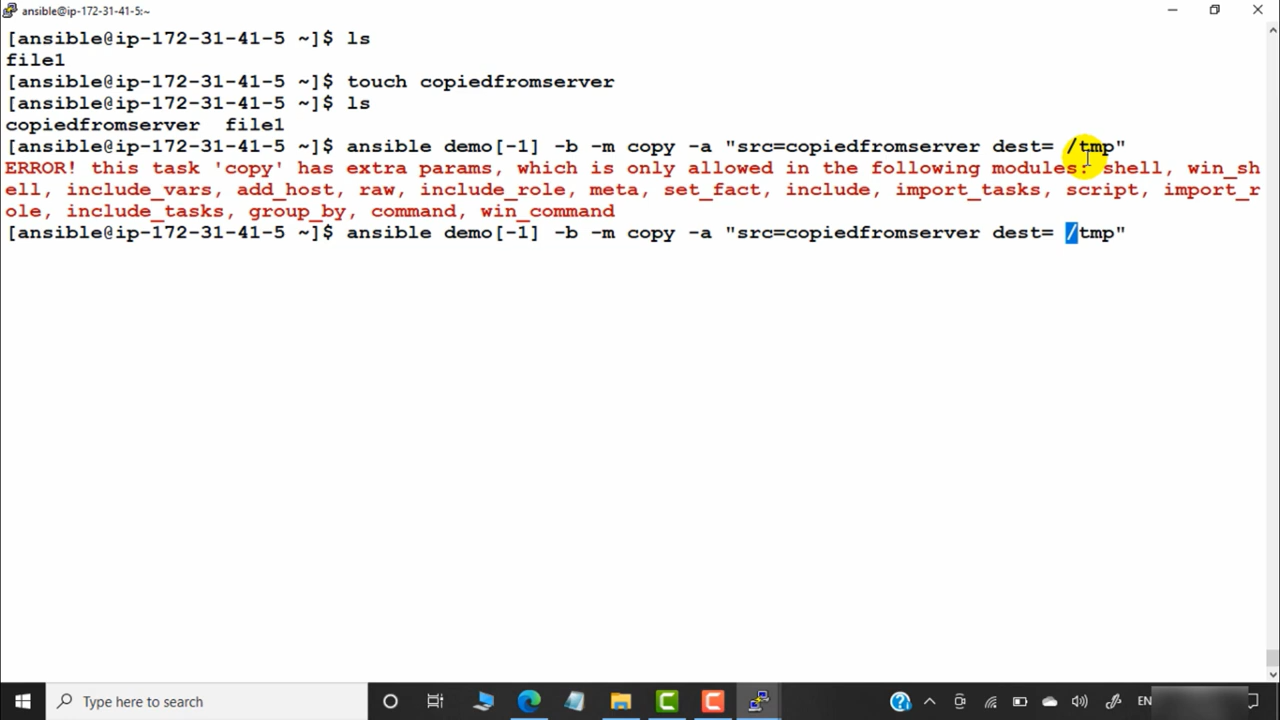 ansible@ip-172-31-41-5:~
[ansible@ip-172-31-41-5 ~]$ ls
file1
[ansible@ip-172-31-41-5 ~]$ touch copiedfromserver
[ansible@ip-172-31-41-5 ~]$ ls
copiedfromserver  file1
[ansible@ip-172-31-41-5 ~]$ ansible demo[-1] -b -m copy -a "src=copiedfromserver dest= /tmp"
ERROR! this task 'copy' has extra params, which is only allowed in the following modules: shell, win_sh
ell, include_vars, add_host, raw, include_role, meta, set_fact, include, import_tasks, script, import_r
ole, include_tasks, group_by, command, win_command
[ansible@ip-172-31-41-5 ~]$ ansible demo[-1] -b -m copy -a "src=copiedfromserver dest= /tmp"
Type here to search
EN